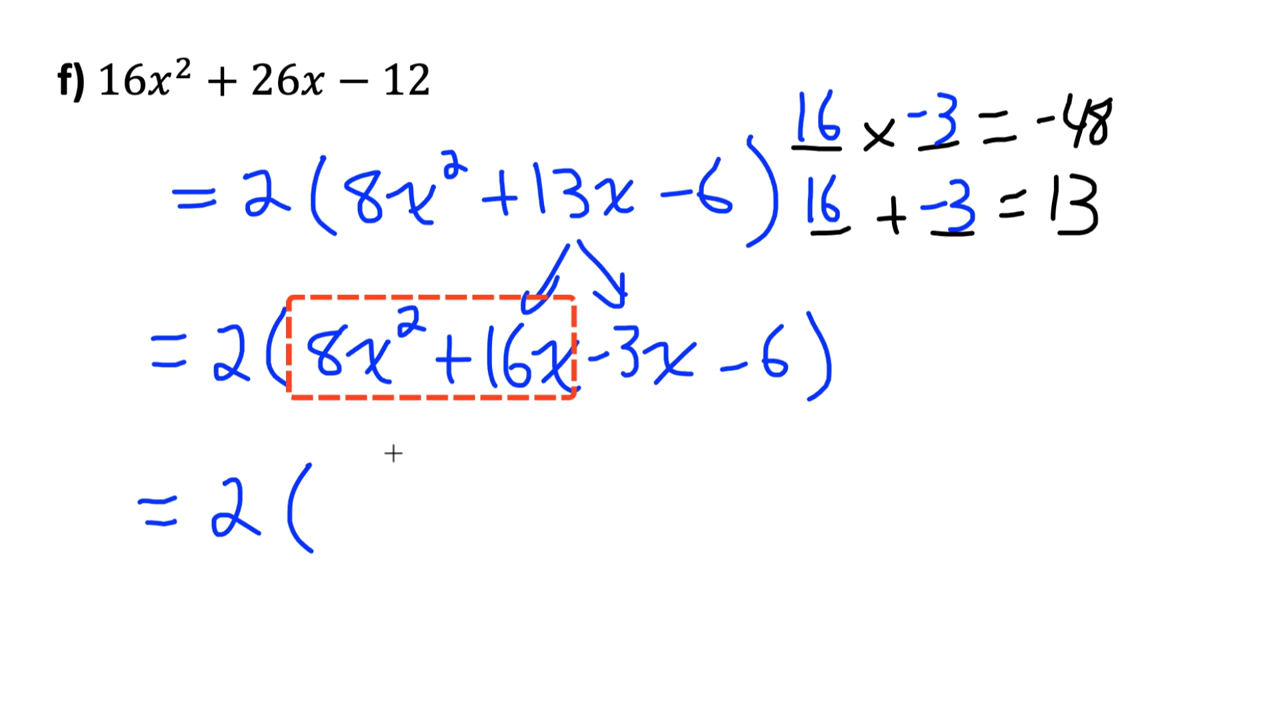 f) 16x² + 26x − 12
16 × -3 = -48
= 2(8x² + 13x - 6)
16 + -3 = 13
= 2(8x² + 16x - 3x - 6)
= 2(